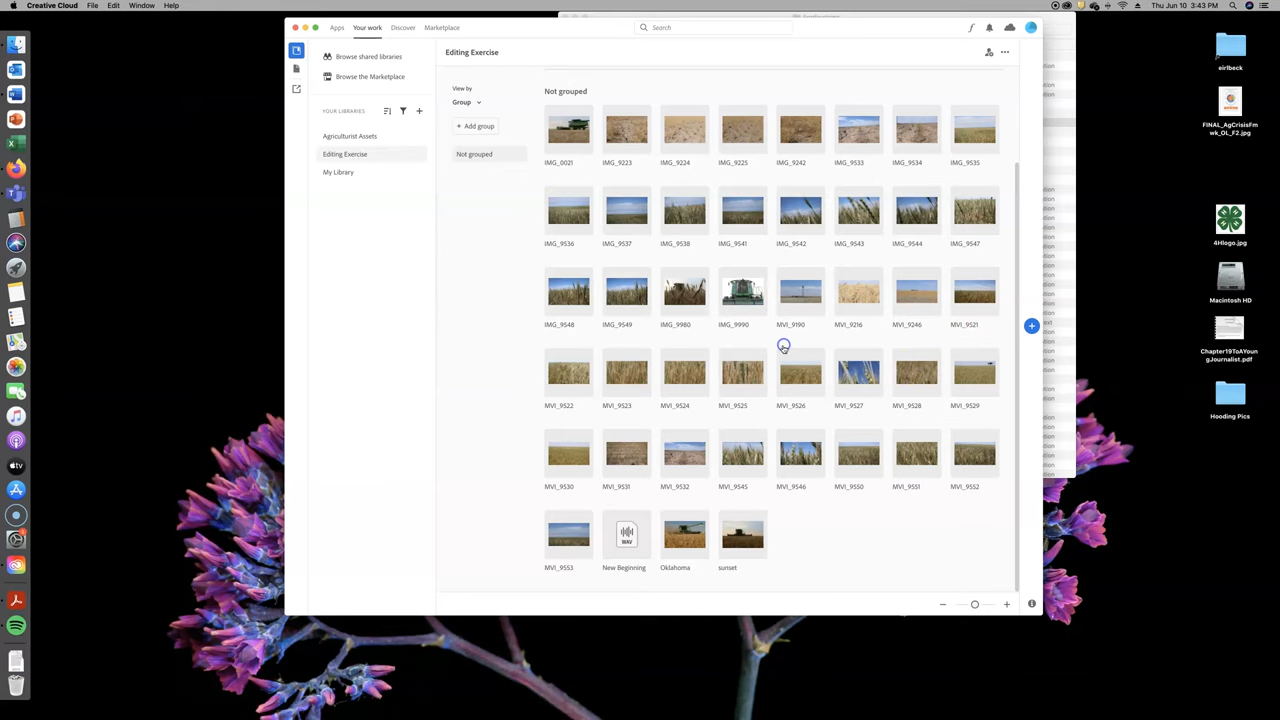 Creative Cloud File Edit Window Help Thu Jun 10 3:43 PM
Apps Your work Discover Marketplace Search
Browse shared libraries
Browse the Marketplace
YOUR LIBRARIES
Agriculturist Assets
Editing Exercise
My Library
Editing Exercise
View by
Group
+ Add group
Not grouped
Not grouped
IMG_0021 IMG_9223 IMG_9224 IMG_9225 IMG_9242 IMG_9533 IMG_9534 IMG_9535
IMG_9536 IMG_9537 IMG_9538 IMG_9541 IMG_9542 IMG_9543 IMG_9544 IMG_9547
IMG_9548 IMG_9549 IMG_9980 IMG_9990 MVI_9190 MVI_9216 MVI_9246 MVI_9521
MVI_9522 MVI_9523 MVI_9524 MVI_9525 MVI_9526 MVI_9527 MVI_9528 MVI_9529
MVI_9530 MVI_9531 MVI_9532 MVI_9545 MVI_9546 MVI_9550 MVI_9551 MVI_9552
WAV
MVI_9553 New Beginning Oklahoma sunset
eirlbeck
FINAL_AgCrisisFm
wk_OL_F2.jpg
4Hlogo.jpg
Macintosh HD
Chapter19ToAYoun
gJournalist.pdf
Hooding Pics